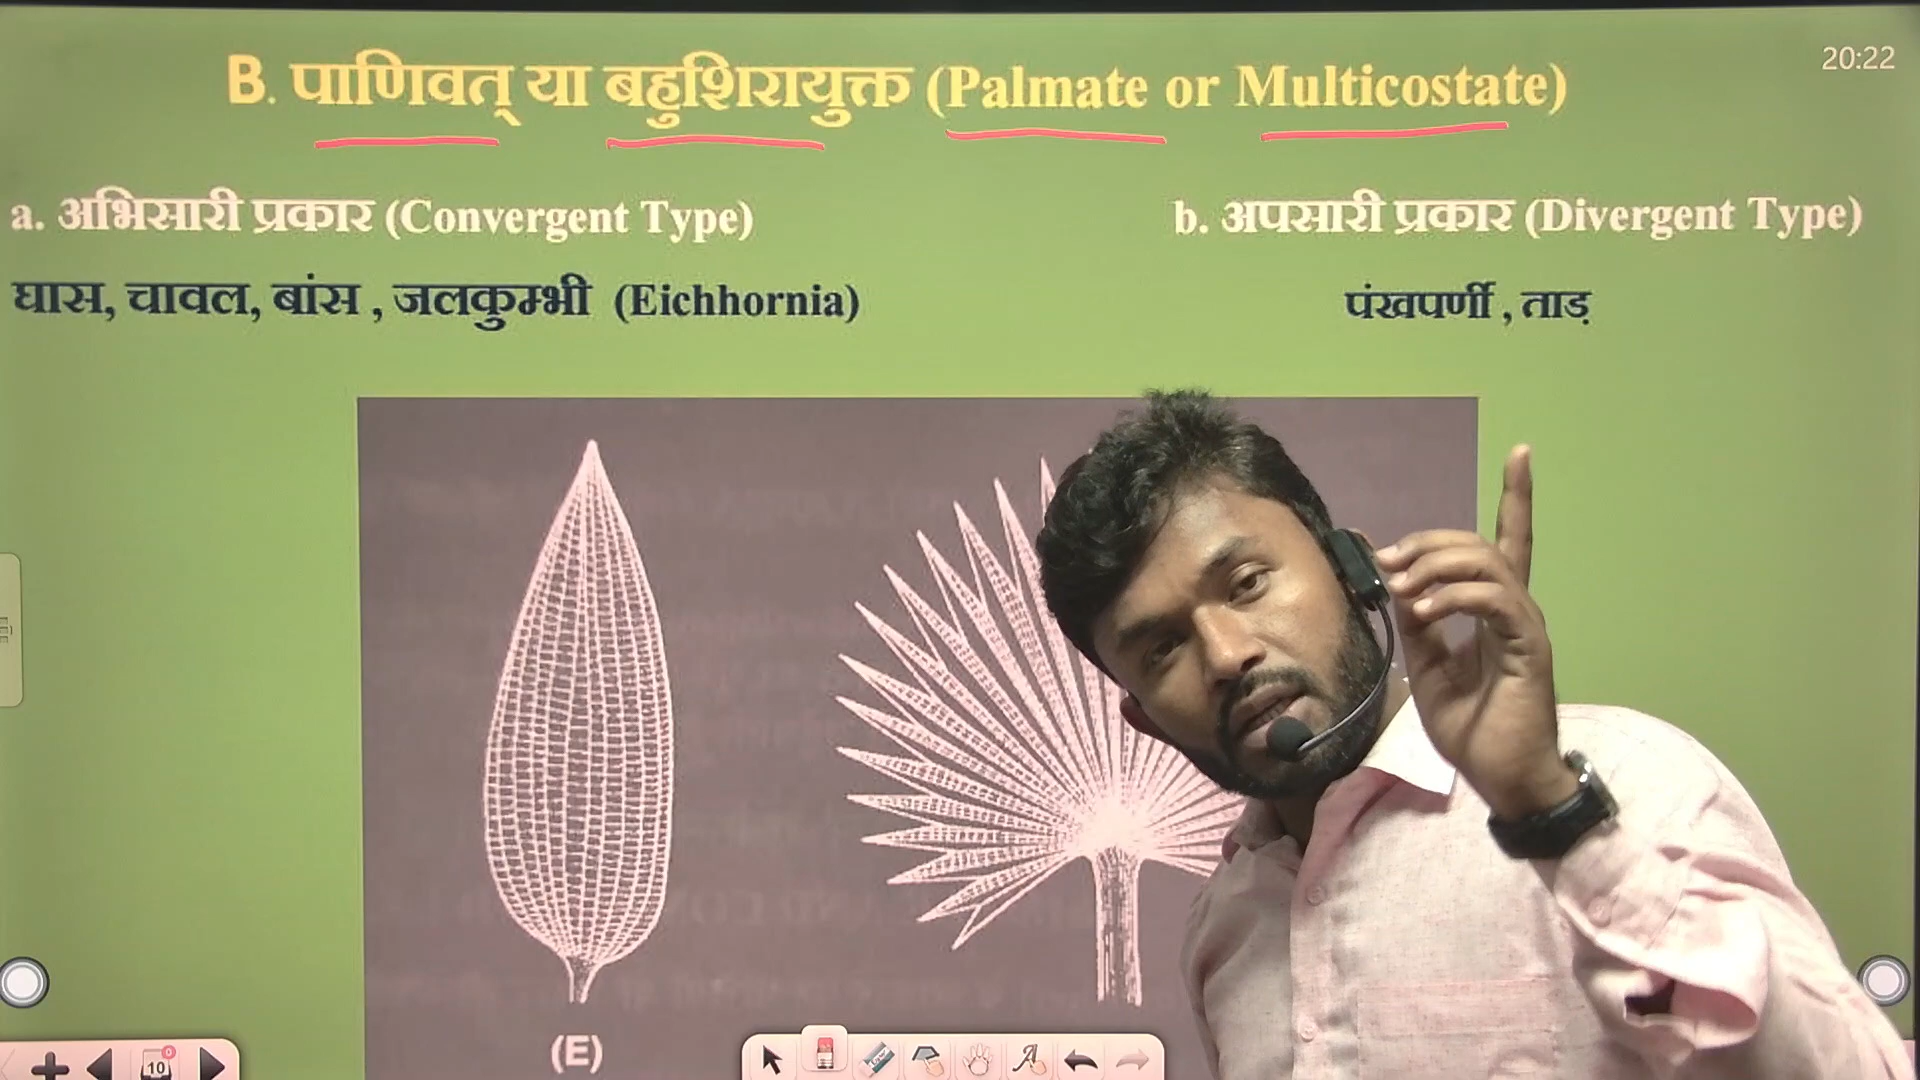 20:22
B. पाणिवत् या बहुशिरायुक्त (Palmate or Multicostate)
a. अभिसारी प्रकार (Convergent Type)
b. अपसारी प्रकार (Divergent Type)
घास, चावल, बांस , जलकुम्भी (Eichhornia)
पंखपर्णी , ताड़
(E)
10
0